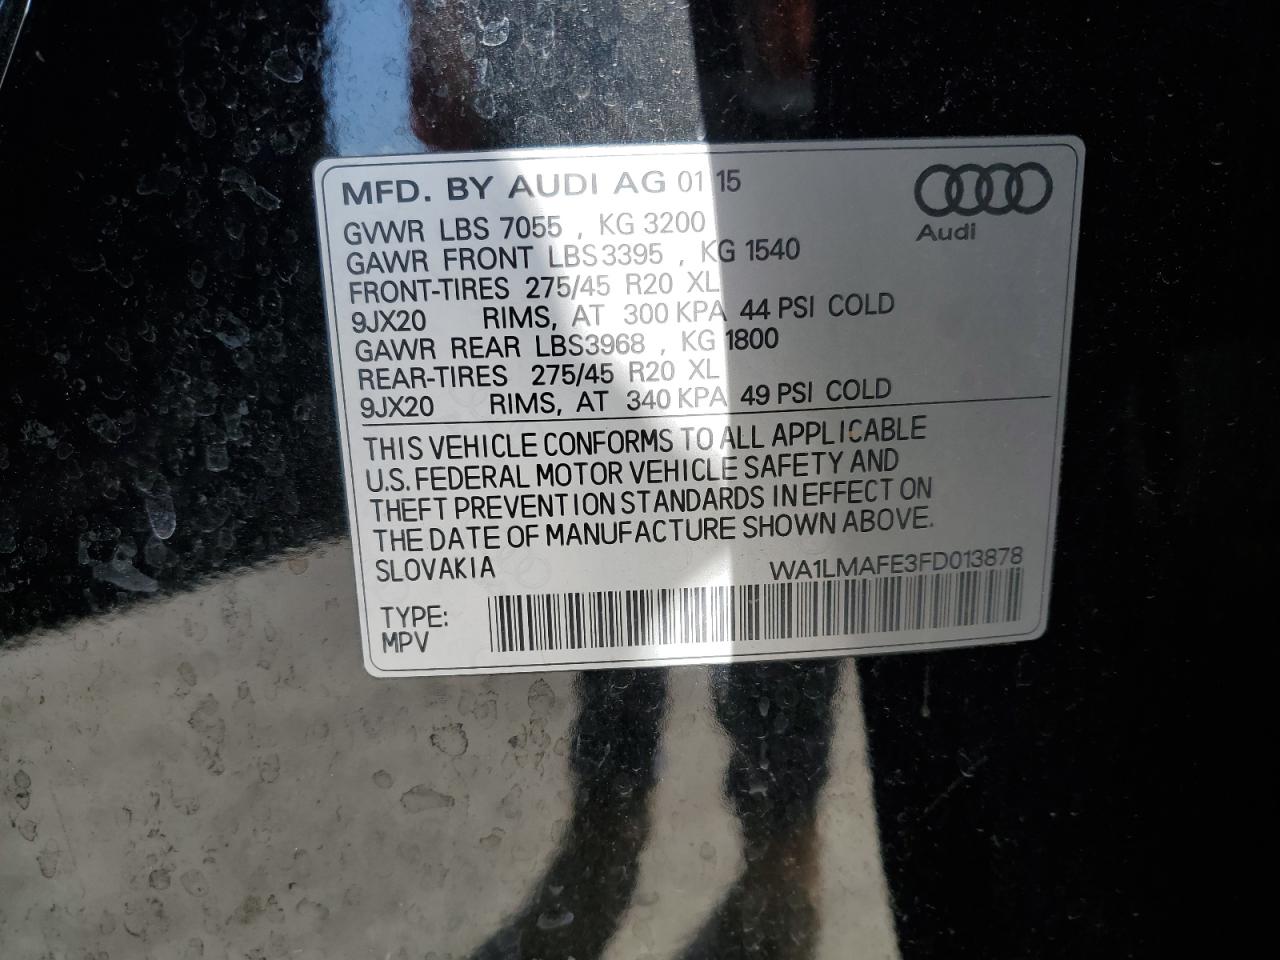 MFD. BY AUDI AG 01 15
Audi
GVWR LBS 7055 , KG 3200
GAWR FRONT LBS3395 , KG 1540
FRONT-TIRES 275/45 R20 XL
9JX20 RIMS, AT 300 KPA 44 PSI COLD
GAWR REAR LBS3968 , KG 1800
REAR-TIRES 275/45 R20 XL
9JX20 RIMS, AT 340 KPA 49 PSI COLD
THIS VEHICLE CONFORMS TO ALL APPLICABLE
U.S. FEDERAL MOTOR VEHICLE SAFETY AND
THEFT PREVENTION STANDARDS IN EFFECT ON
THE DATE OF MANUFACTURE SHOWN ABOVE.
SLOVAKIA WA1LMAFE3FD013878
TYPE:
MPV